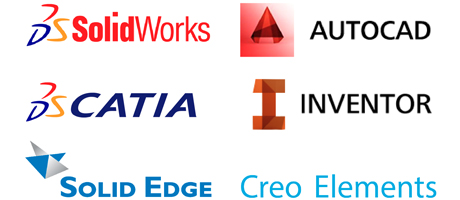 SolidWorks
AUTOCAD
CATIA
INVENTOR
SOLID EDGE
Creo Elements